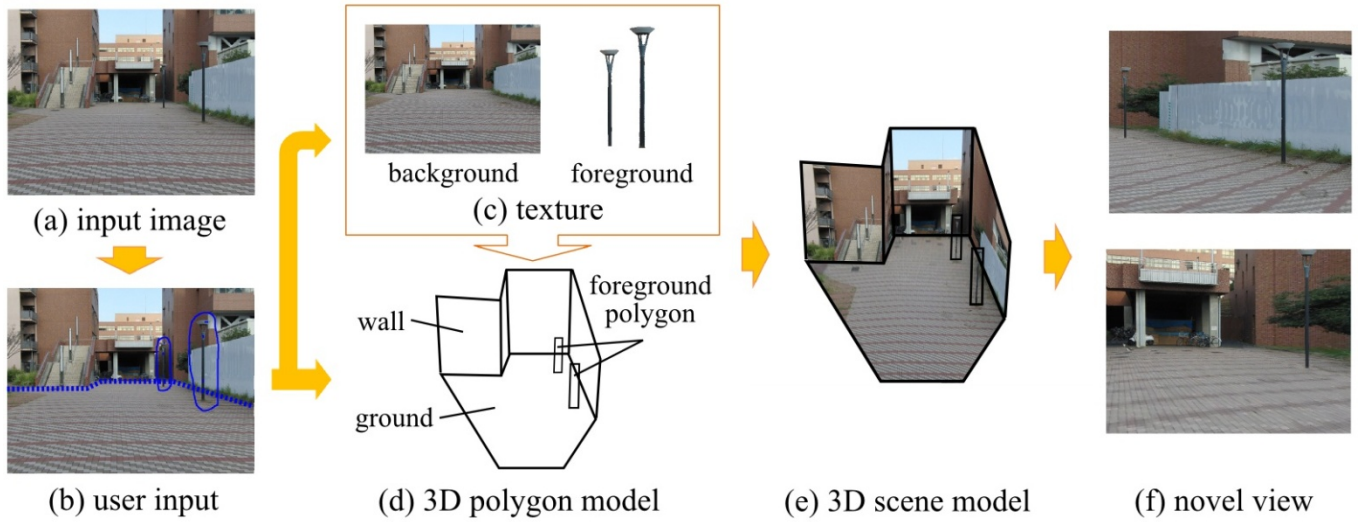 (a) input image
(b) user input
background
foreground
(c) texture
wall
foreground
polygon
ground
(d) 3D polygon model
(e) 3D scene model
(f) novel view